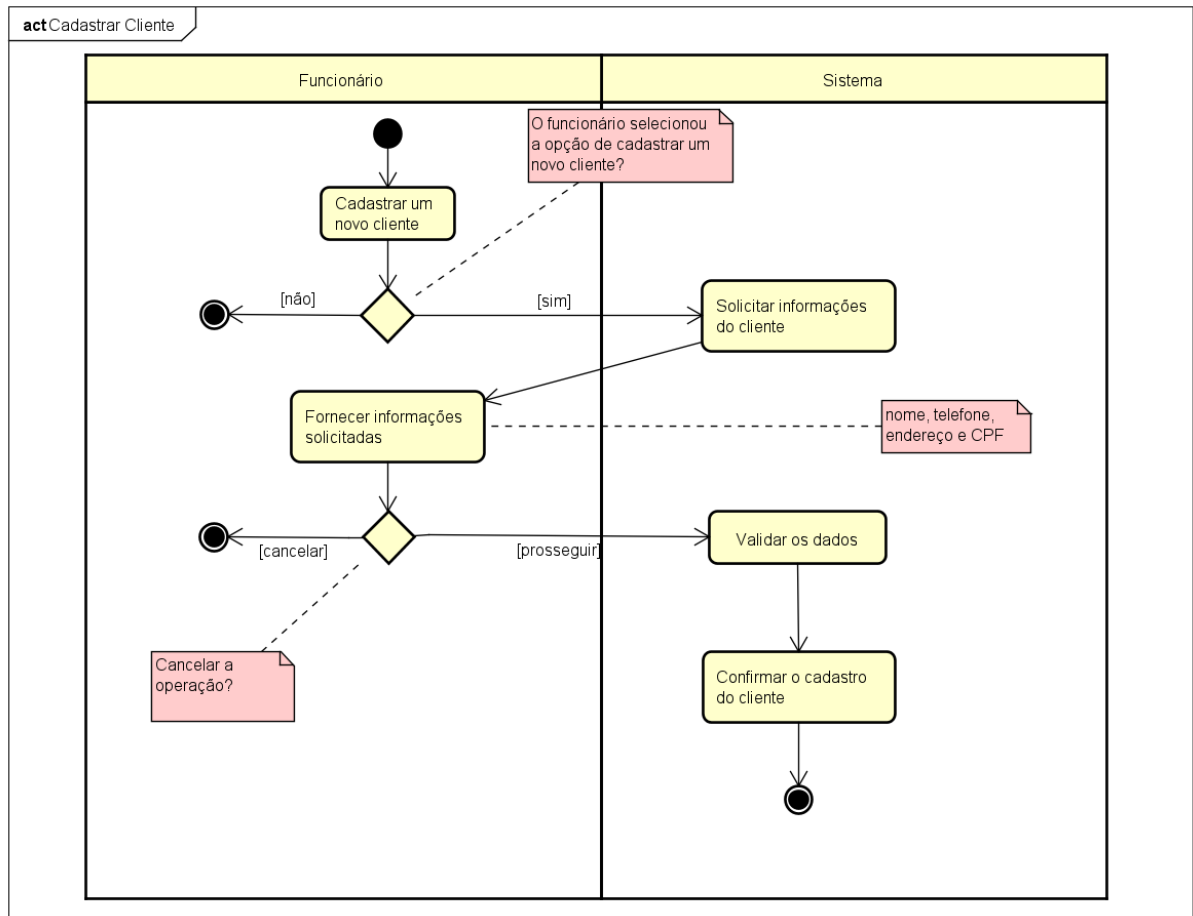 act Cadastrar Cliente
Funcionário
Sistema
O funcionário selecionou
a opção de cadastrar um
novo cliente?
Cadastrar um
novo cliente
[não]
[sim]
Solicitar informações
do cliente
Fornecer informações
solicitadas
nome, telefone,
endereço e CPF
[cancelar]
[prosseguir]
Validar os dados
Cancelar a
operação?
Confirmar o cadastro
do cliente